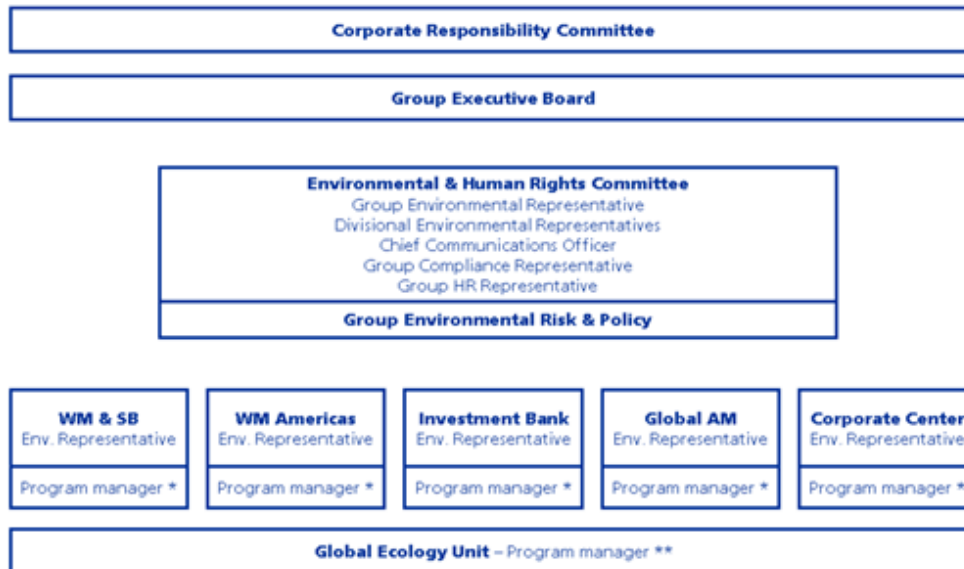 Corporate Responsibility Committee
Group Executive Board
Environmental & Human Rights Committee
Group Environmental Representative
Divisional Environmental Representatives
Chief Communications Officer
Group Compliance Representative
Group HR Representative
Group Environmental Risk & Policy
WM & SB
Env. Representative
Program manager *
WM Americas
Env. Representative
Program manager *
Investment Bank
Env. Representative
Program manager *
Global AM
Env. Representative
Program manager *
Corporate Center
Env. Representative
Program manager *
Global Ecology Unit – Program manager **